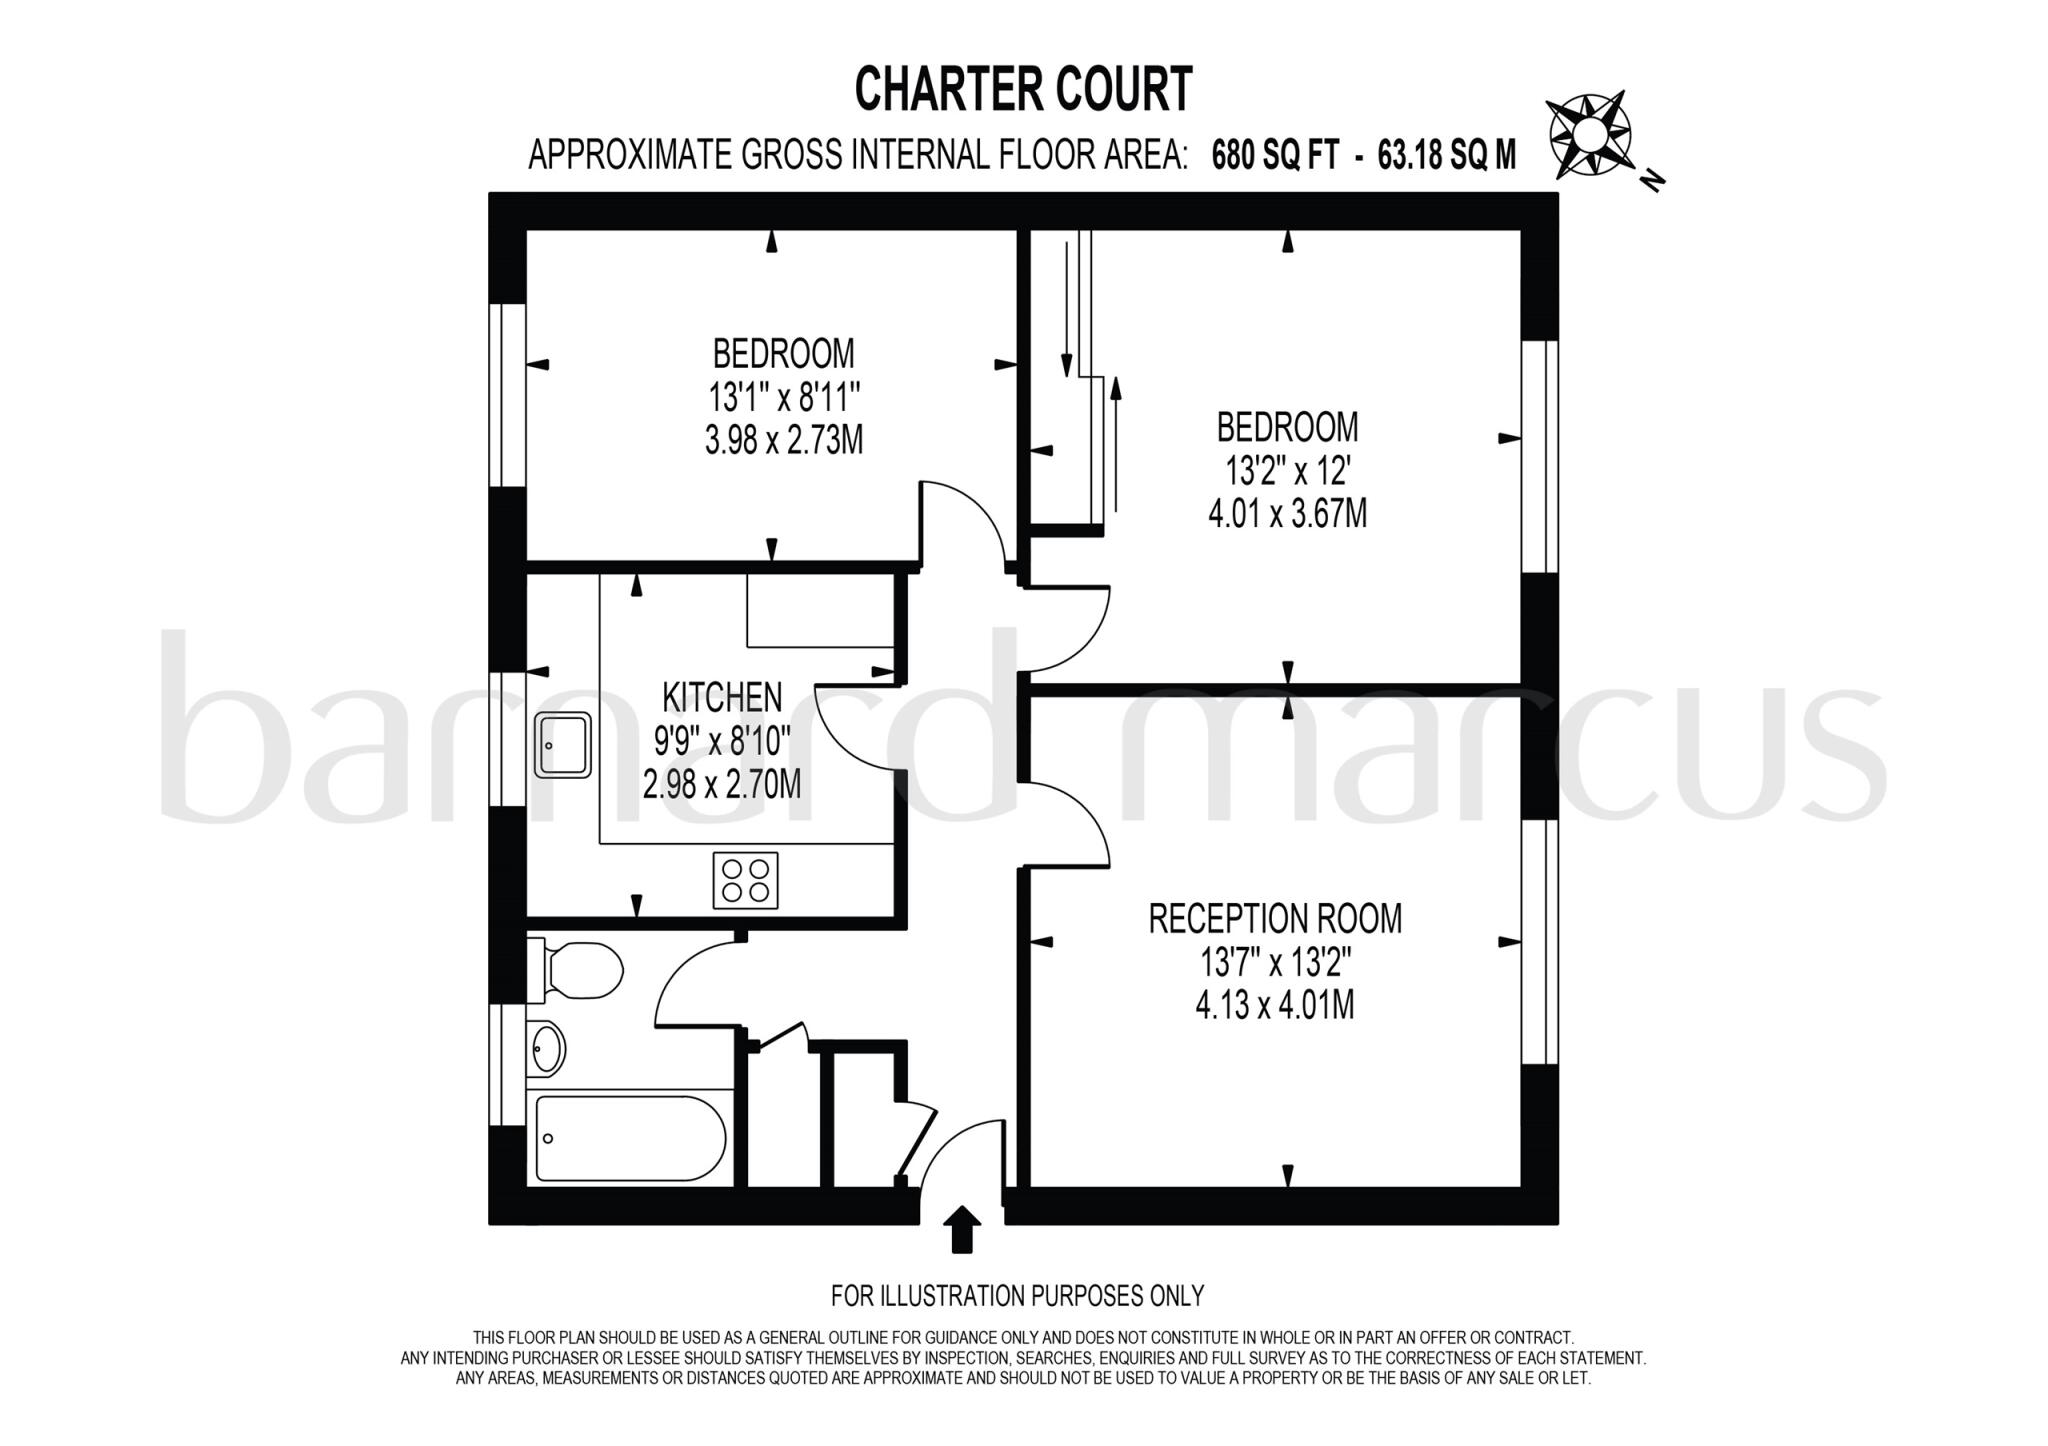 CHARTER COURT
APPROXIMATE GROSS INTERNAL FLOOR AREA: 680 SQ FT - 63.18 SQ M
N
BEDROOM
13'1" x 8'11"
3.98 x 2.73M
BEDROOM
13'2" x 12'
4.01 x 3.67M
KITCHEN
9'9" x 8'10"
2.98 x 2.70M
barnard marcus
RECEPTION ROOM
13'7" x 13'2"
4.13 x 4.01M
FOR ILLUSTRATION PURPOSES ONLY
THIS FLOOR PLAN SHOULD BE USED AS A GENERAL OUTLINE FOR GUIDANCE ONLY AND DOES NOT CONSTITUTE IN WHOLE OR IN PART AN OFFER OR CONTRACT.
ANY INTENDING PURCHASER OR LESSEE SHOULD SATISFY THEMSELVES BY INSPECTION, SEARCHES, ENQUIRIES AND FULL SURVEY AS TO THE CORRECTNESS OF EACH STATEMENT.
ANY AREAS, MEASUREMENTS OR DISTANCES QUOTED ARE APPROXIMATE AND SHOULD NOT BE USED TO VALUE A PROPERTY OR BE THE BASIS OF ANY SALE OR LET.